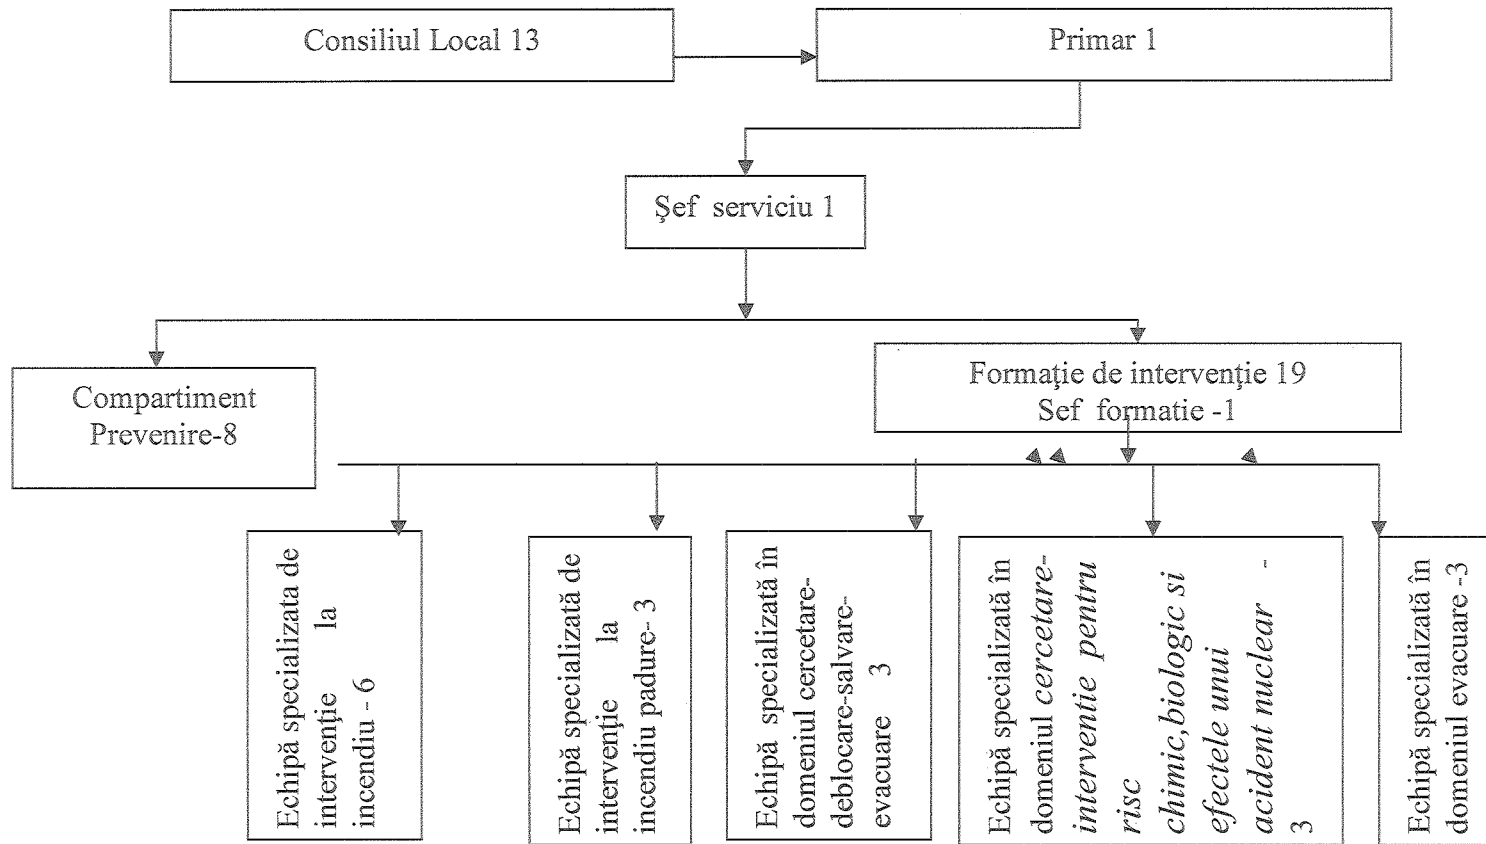 Consiliul Local 13
Primar 1
Şef serviciu 1
Compartiment
Prevenire-8
Formaţie de intervenţie 19
Sef formatie -1
Echipă specializata de
intervenţie la
incendiu - 6
Echipă specializată de
intervenţie la
incendiu padure- 3
Echipă specializată în
domeniul cercetare-
deblocare-salvare-
evacuare 3
Echipă specializată în
domeniul cercetare-
interventie pentru
risc
chimic,biologic si
efectele unui
acident nuclear -
3
Echipă specializată în
domeniul evacuare -3